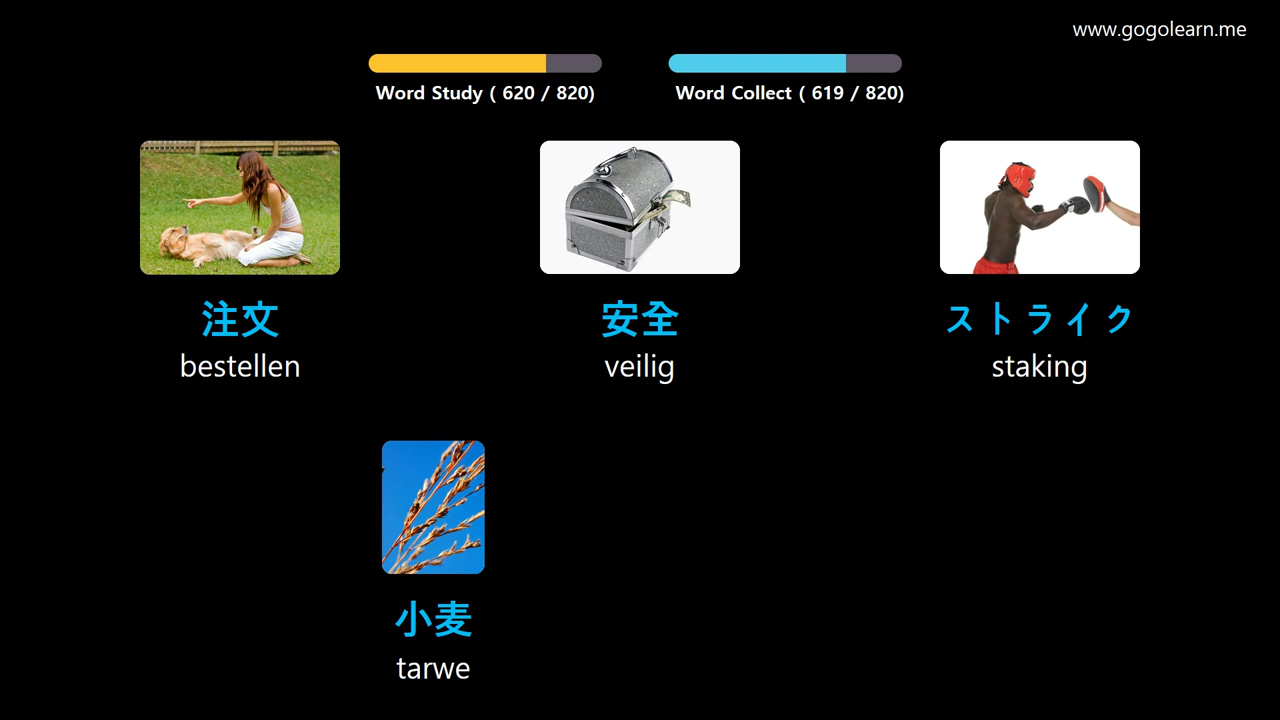 www.gogolearn.me
Word Study ( 620 / 820)
Word Collect ( 619 / 820)
注文
bestellen
安全
veilig
ストライク
staking
小麦
tarwe